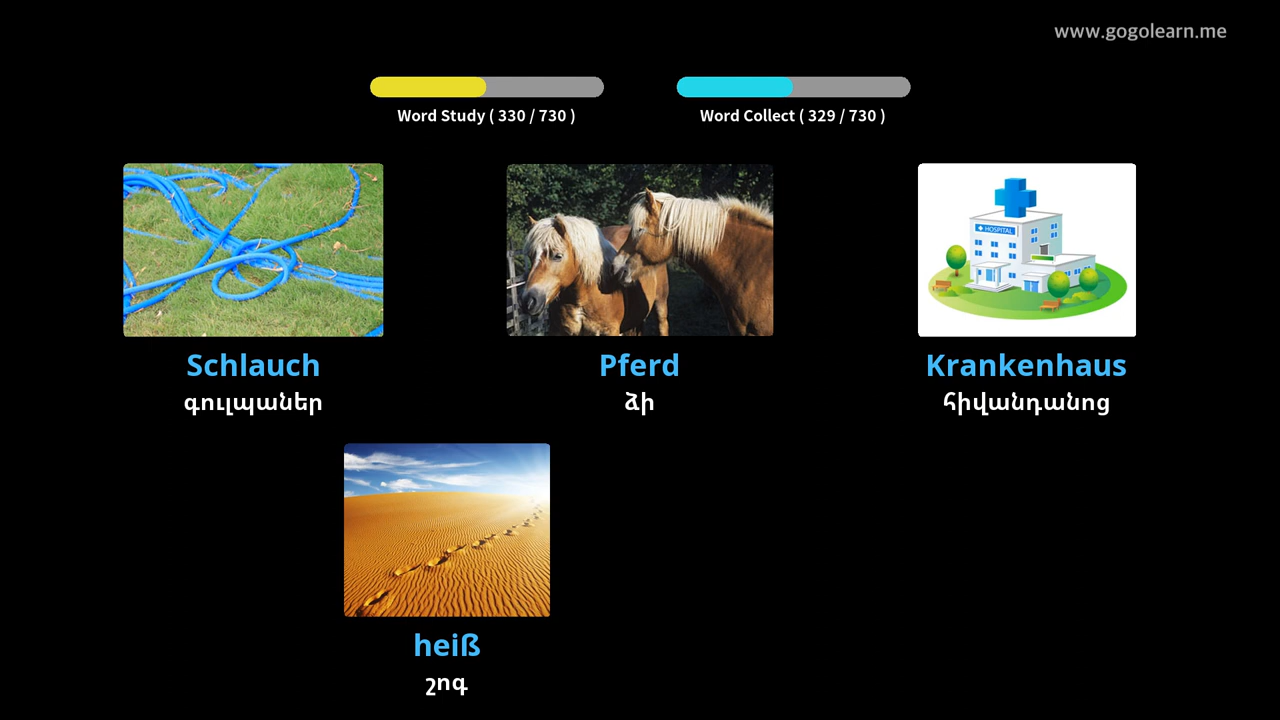 www.gogolearn.me
Word Study ( 330 / 730 )
Word Collect ( 329 / 730 )
HOSPITAL
Schlauch
Pferd
Krankenhaus
գուլպաներ
ձի
հիվանդանոց
heiß
շոգ